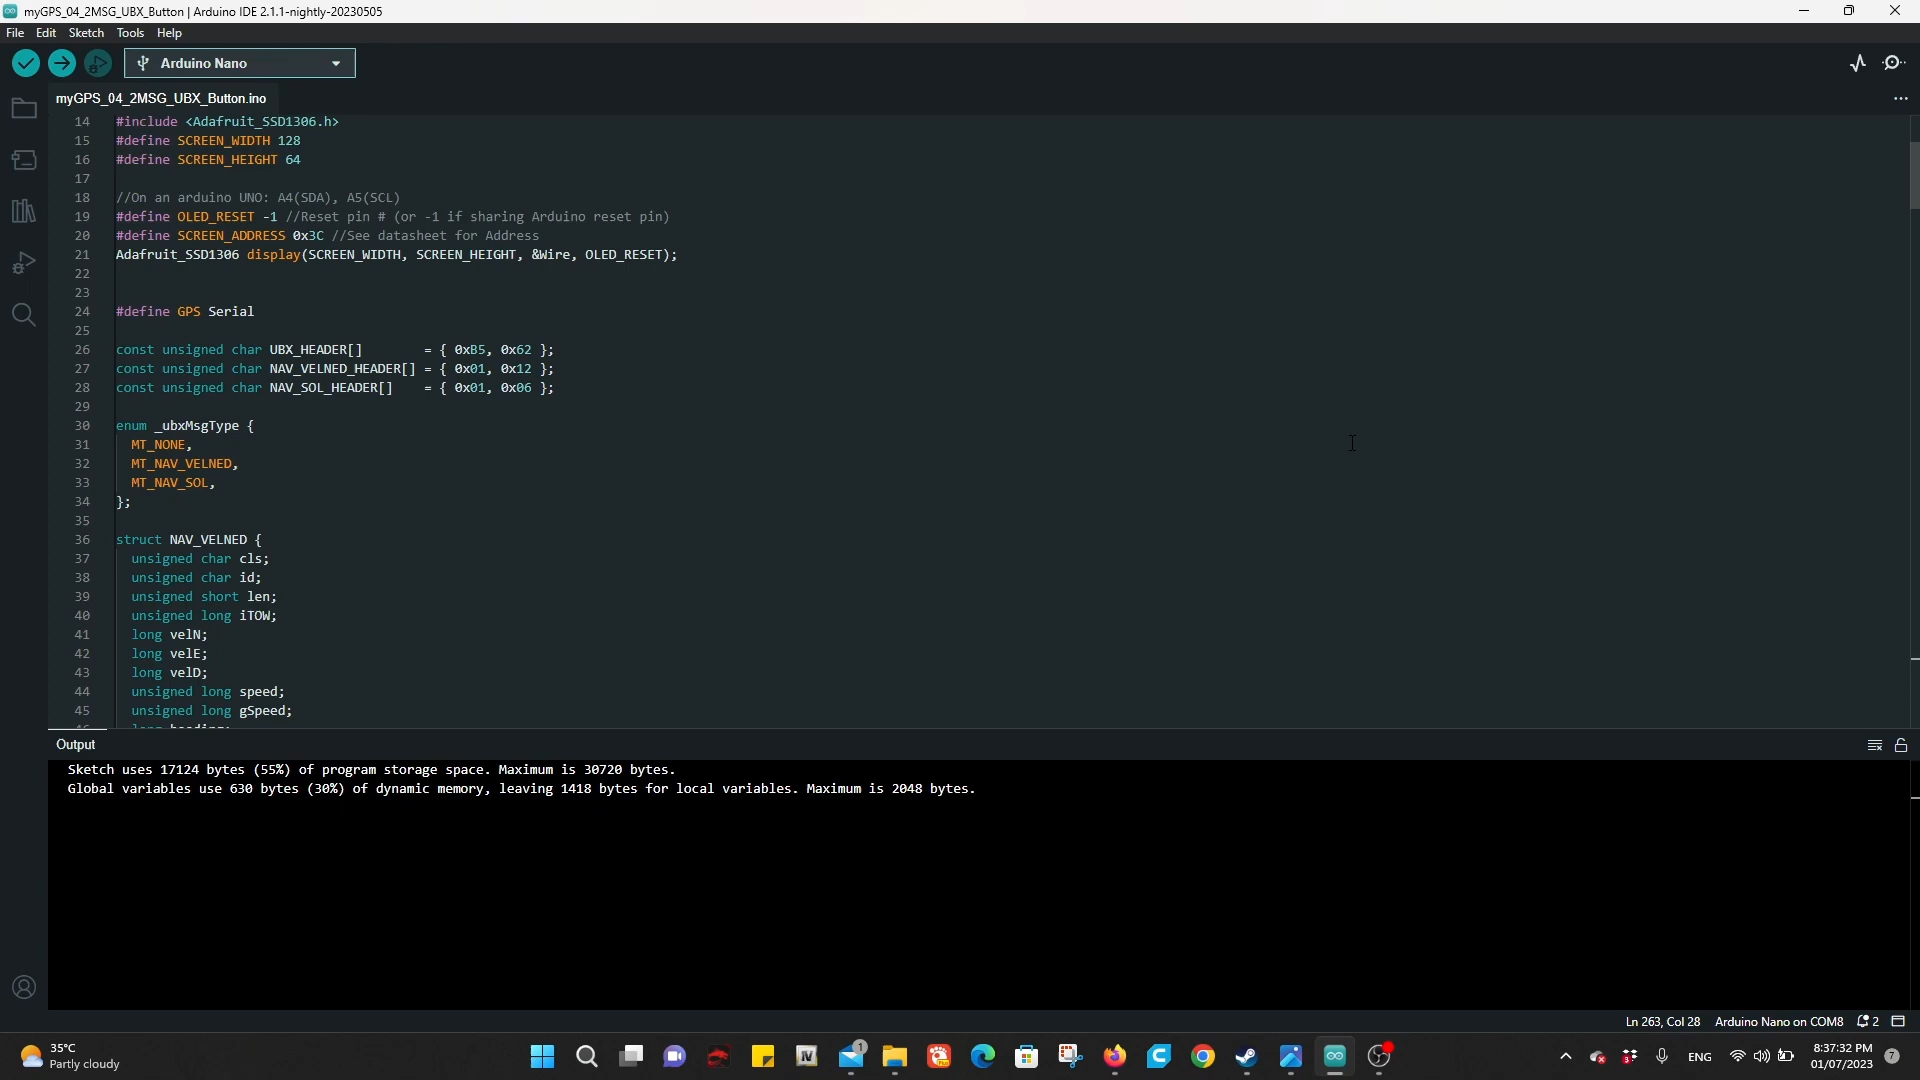 myGPS_04_2MSG_UBX_Button | Arduino IDE 2.1.1-nightly-20230505
File Edit Sketch Tools Help
Arduino Nano
myGPS_04_2MSG_UBX_Button.ino
14 #include <Adafruit_SSD1306.h>
15 #define SCREEN_WIDTH 128
16 #define SCREEN_HEIGHT 64
17
18 //On an arduino UNO: A4(SDA), A5(SCL)
19 #define OLED_RESET -1 //Reset pin # (or -1 if sharing Arduino reset pin)
20 #define SCREEN_ADDRESS 0x3C //See datasheet for Address
21 Adafruit_SSD1306 display(SCREEN_WIDTH, SCREEN_HEIGHT, &Wire, OLED_RESET);
22
23
24 #define GPS Serial
25
26 const unsigned char UBX_HEADER[] = { 0xB5, 0x62 };
27 const unsigned char NAV_VELNED_HEADER[] = { 0x01, 0x12 };
28 const unsigned char NAV_SOL_HEADER[] = { 0x01, 0x06 };
29
30 enum _ubxMsgType {
31 MT_NONE,
32 MT_NAV_VELNED,
33 MT_NAV_SOL,
34 };
35
36 struct NAV_VELNED {
37 unsigned char cls;
38 unsigned char id;
39 unsigned short len;
40 unsigned long iTOW;
41 long velN;
42 long velE;
43 long velD;
44 unsigned long speed;
45 unsigned long gSpeed;
Output
Sketch uses 17124 bytes (55%) of program storage space. Maximum is 30720 bytes.
Global variables use 630 bytes (30%) of dynamic memory, leaving 1418 bytes for local variables. Maximum is 2048 bytes.
Ln 263, Col 28 Arduino Nano on COM8 2
35°C
Partly cloudy
1
ENG
8:37:32 PM
01/07/2023
7